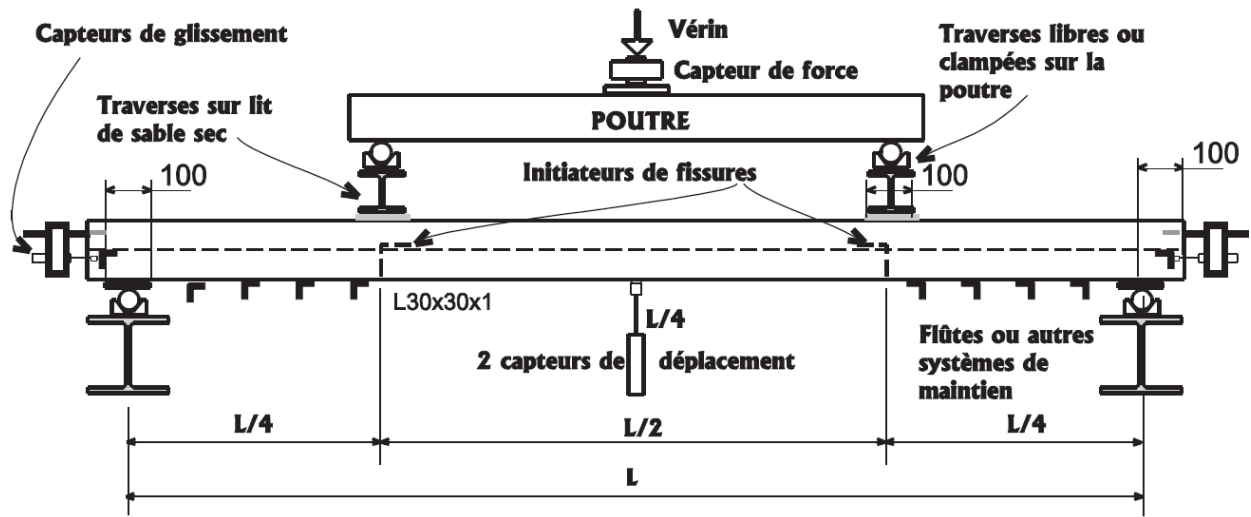 Capteurs de glissement
Vérin
Capteur de force
Traverses libres ou
clampées sur la
poutre
Traverses sur lit
de sable sec
POUTRE
Initiateurs de fissures
100
100
100
L30x30x1
L/4
2 capteurs de déplacement
Flûtes ou autres
systèmes de
maintien
L/4
L/2
L/4
L